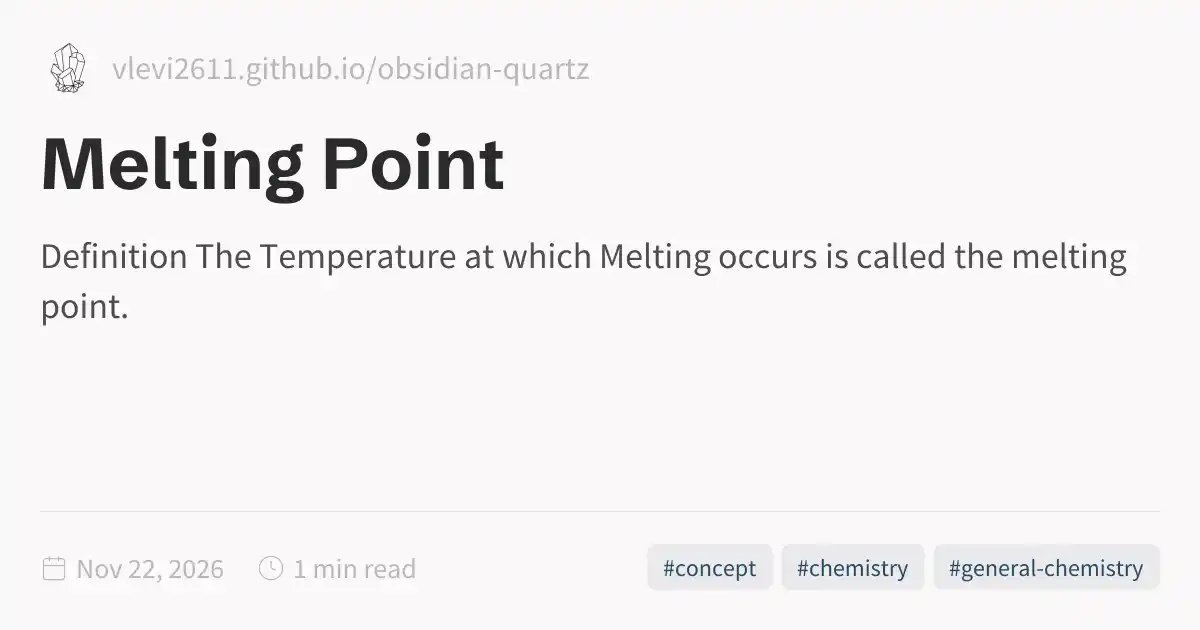 vlevi2611.github.io/obsidian-quartz
Melting Point
Definition The Temperature at which Melting occurs is called the melting
point.
Nov 22, 2026 1 min read #concept #chemistry #general-chemistry